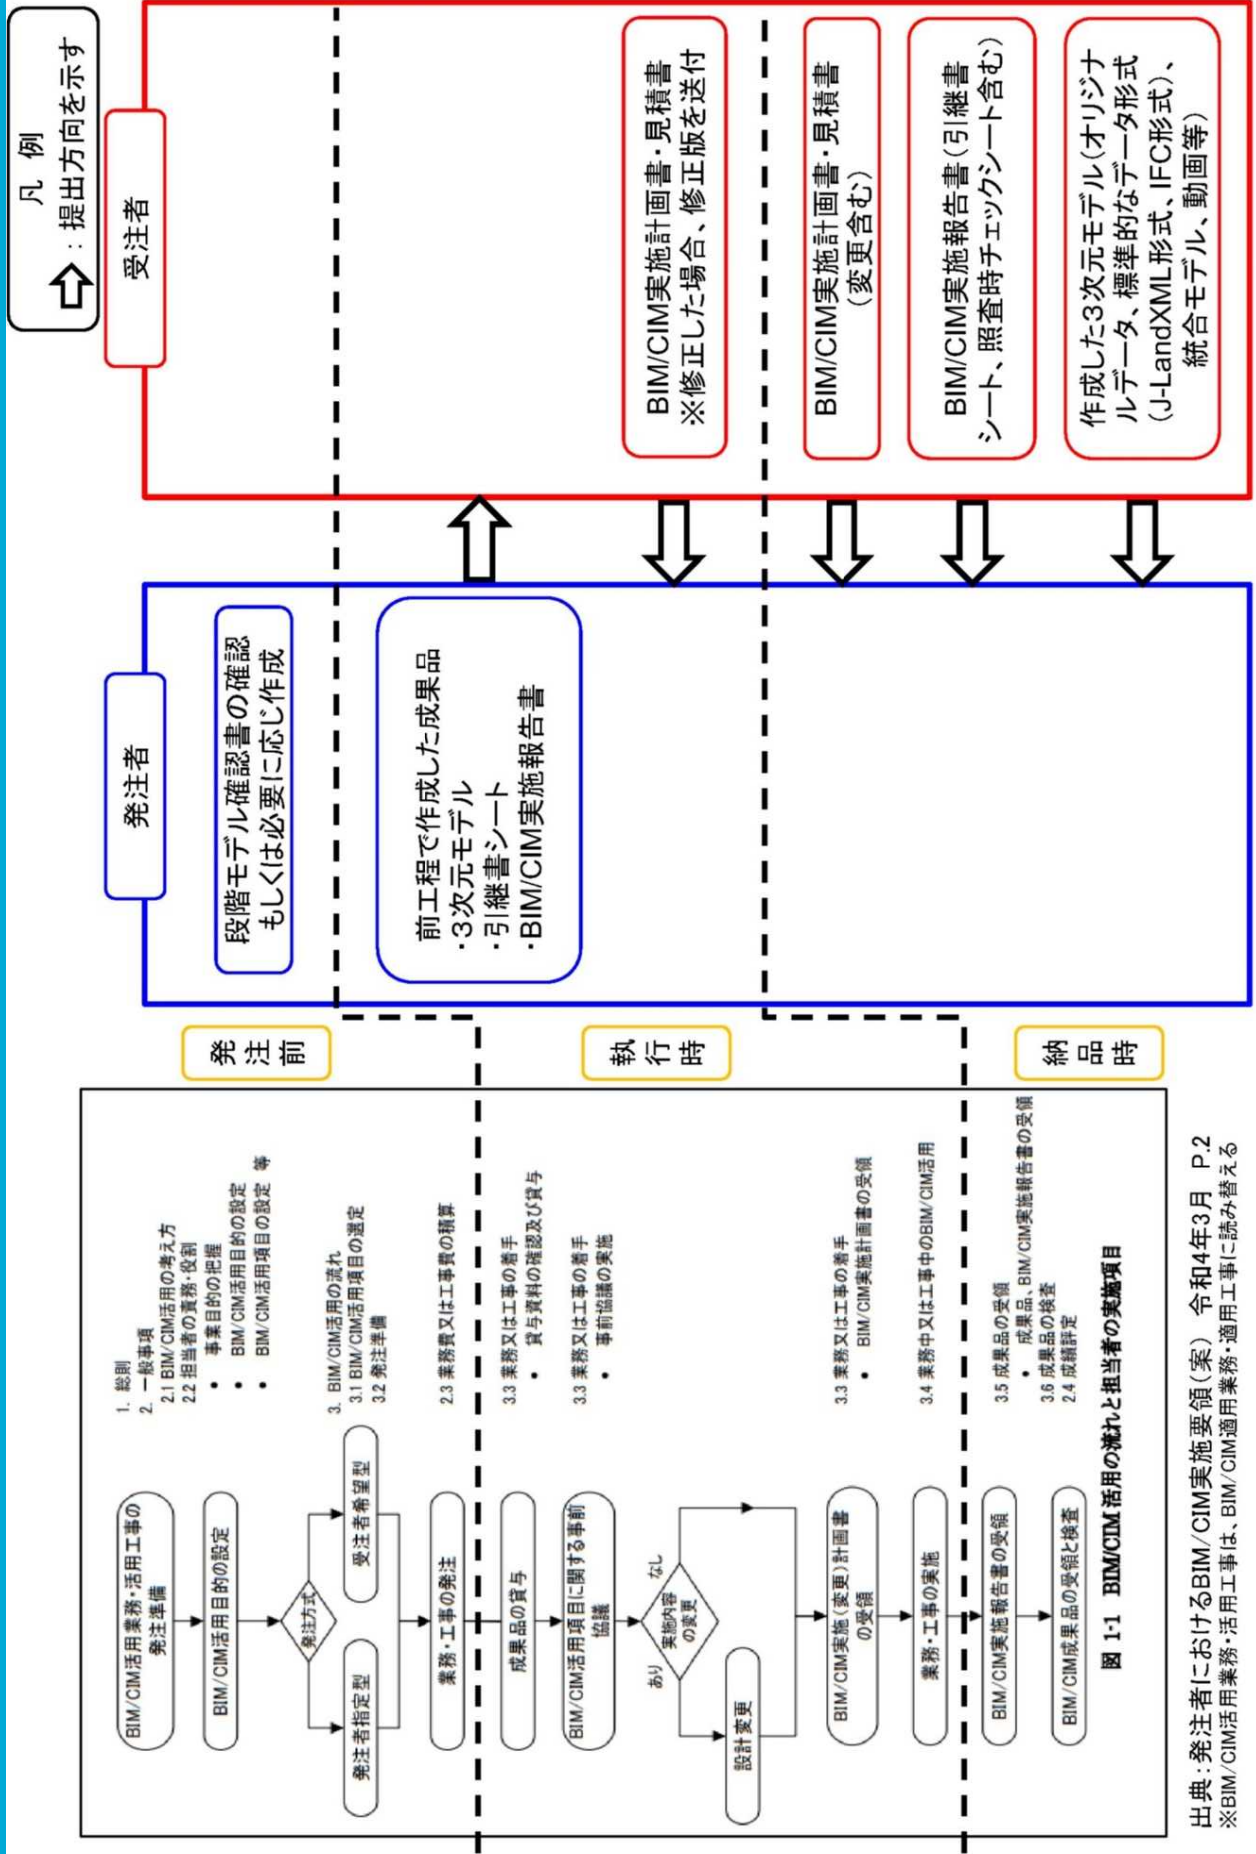 凡 例
⇨：提出方向を示す
発注者
受注者
発注前
段階モデル確認書の確認
もしくは必要に応じ作成
執行時
前工程で作成した成果品
・3次元モデル
・引継書シート
・BIM/CIM実施報告書
BIM/CIM実施計画書・見積書
※修正した場合、修正版を送付
納品時
BIM/CIM実施計画書・見積書
（変更含む）
BIM/CIM実施報告書（引継書
シート、照査時チェックシート含む）
作成した3次元モデル（オリジナ
ルデータ、標準的なデータ形式
（J-LandXML形式、IFC形式）、
統合モデル、動画等）
BIM/CIM活用業務・活用工事の
発注準備
BIM/CIM活用目的の設定
発注方式
発注者指定型
受注者希望型
業務・工事の発注
成果品の貸与
BIM/CIM活用項目に関する事前
協議
実施内容
の変更
あり
なし
設計変更
BIM/CIM実施（変更）計画書
の受領
業務・工事の実施
BIM/CIM実施報告書の受領
BIM/CIM成果品の受領と検査
1. 総則
2. 一般事項
2.1 BIM/CIM活用の考え方
2.2 担当者の責務・役割
• 事業目的の把握
• BIM/CIM活用目的の設定
• BIM/CIM活用項目の設定 等
3. BIM/CIM活用の流れ
3.1 BIM/CIM活用項目の選定
3.2 発注準備
2.3 業務費又は工事費の積算
3.3 業務又は工事の着手
• 貸与資料の確認及び貸与
3.3 業務又は工事の着手
• 事前協議の実施
3.3 業務又は工事の着手
• BIM/CIM実施計画書の受領
3.4 業務中又は工事中のBIM/CIM活用
3.5 成果品の受領
• 成果品、BIM/CIM実施報告書の受領
3.6 成果品の検査
2.4 成績評定
図 1-1 BIM/CIM 活用の流れと担当者の実施項目
出典：発注者におけるBIM/CIM実施要領（案） 令和4年3月 P.2
※BIM/CIM活用業務・活用工事は、BIM/CIM適用業務・適用工事に読み替える